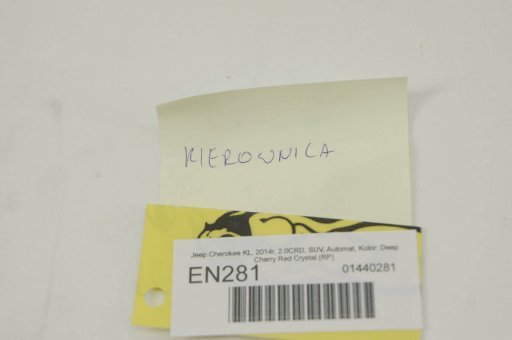 KIEROWNICA
Jeep Cherokee KL, 2014r, 2.0CRD, SUV, Automat, Kolor: Deep
Cherry Red Crystal (RP)
EN281 01440281